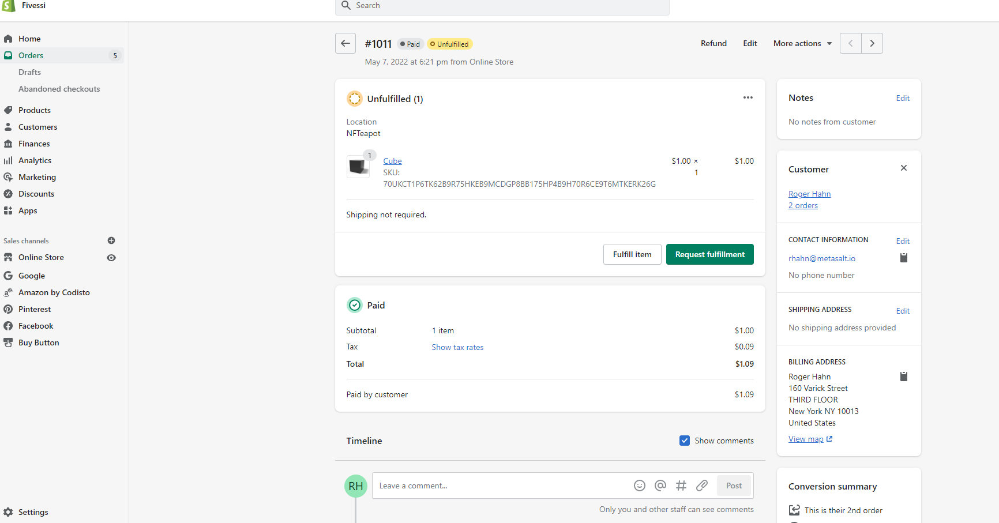 Fivessi
Search
Home
Orders 5
Drafts
Abandoned checkouts
Products
Customers
Finances
Analytics
Marketing
Discounts
Apps
Sales channels
Online Store
Google
Amazon by Codisto
Pinterest
Facebook
Buy Button
Settings
#1011 Paid Unfulfilled
May 7, 2022 at 6:21 pm from Online Store
Refund Edit More actions
Unfulfilled (1)
Location
NFTeapot
1
Cube $1.00 × $1.00
SKU: 1
70UKCT1P6TK62B9R75HKEB9MCDGP8BB175HP4B9H70R6CE9T6MTKERK26G
Shipping not required.
Fulfill item Request fulfillment
Paid
Subtotal 1 item $1.00
Tax Show tax rates $0.09
Total $1.09
Paid by customer $1.09
Timeline Show comments
RH Leave a comment... Post
Only you and other staff can see comments
Notes Edit
No notes from customer
Customer
Roger Hahn
2 orders
CONTACT INFORMATION Edit
rhahn@metasalt.io
No phone number
SHIPPING ADDRESS Edit
No shipping address provided
BILLING ADDRESS
Roger Hahn
160 Varick Street
THIRD FLOOR
New York NY 10013
United States
View map
Conversion summary
This is their 2nd order